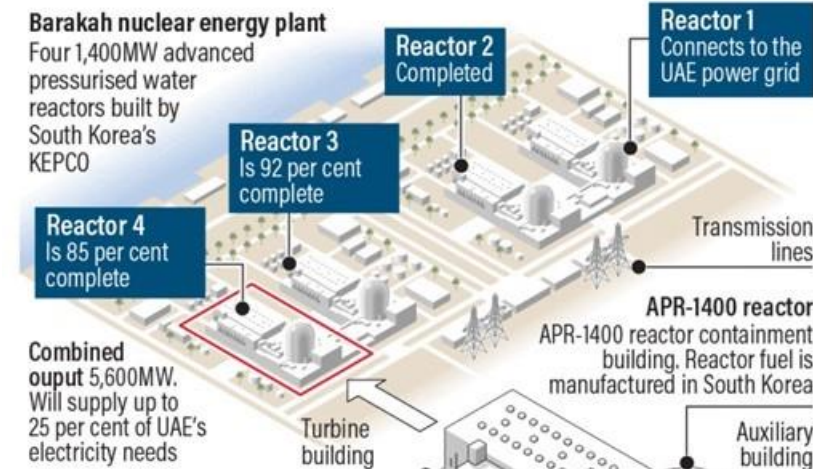 Barakah nuclear energy plant
Four 1,400MW advanced
pressurised water
reactors built by
South Korea's
KEPCO
Reactor 2
Completed
Reactor 1
Connects to the
UAE power grid
Reactor 3
Is 92 per cent
complete
Reactor 4
Is 85 per cent
complete
Transmission
lines
APR-1400 reactor
APR-1400 reactor containment
building. Reactor fuel is
manufactured in South Korea
Combined
ouput 5,600MW.
Will supply up to
25 per cent of UAE's
electricity needs
Turbine
building
Auxiliary
building